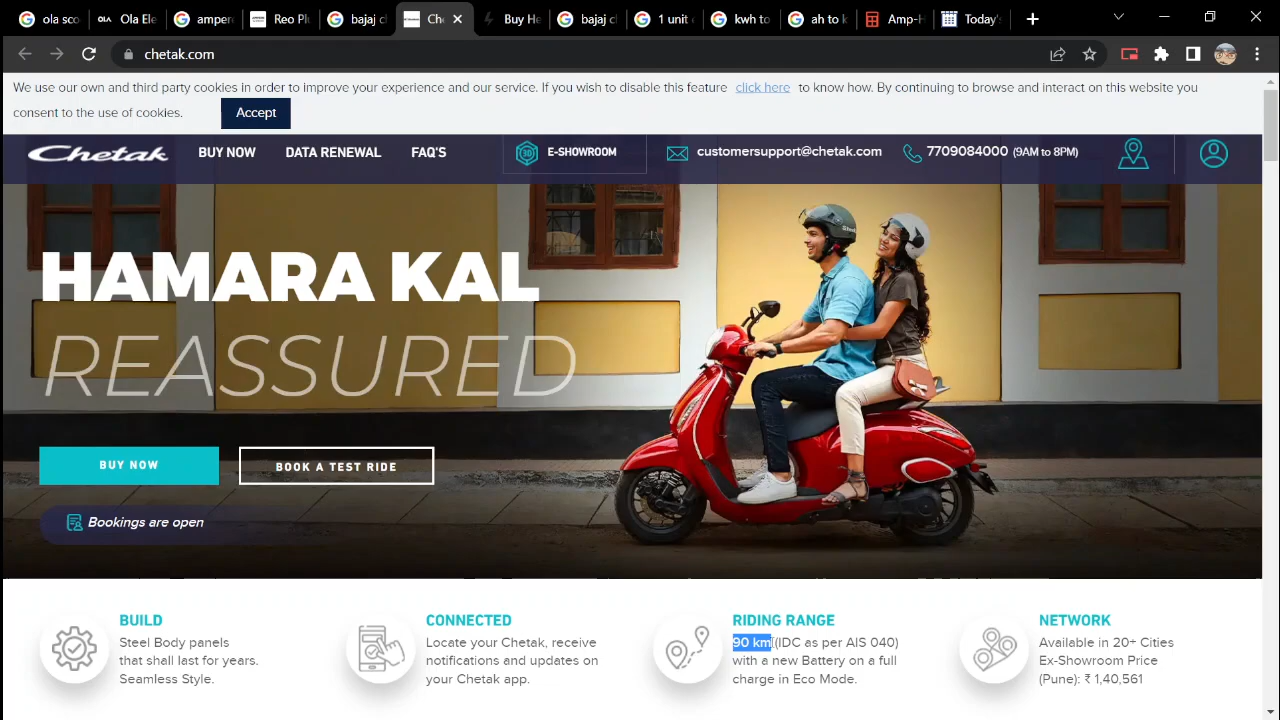 ola sco
OLA Ola Ele
amper
Reo Pl
bajaj cl
Ch
Buy He
bajaj c
1 unit
kwh to
ah to k
Amp-H
Today'
chetak.com
We use our own and third party cookies in order to improve your experience and our service. If you wish to disable this feature click here to know how. By continuing to browse and interact on this website you
consent to the use of cookies. Accept
Chetak BUY NOW DATA RENEWAL FAQ'S E-SHOWROOM customersupport@chetak.com 7709084000 (9AM to 8PM)
HAMARA KAL
REASSURED
BUY NOW
BOOK A TEST RIDE
Bookings are open
BUILD
Steel Body panels
that shall last for years.
Seamless Style.
CONNECTED
Locate your Chetak, receive
notifications and updates on
your Chetak app.
RIDING RANGE
90 km (IDC as per AIS 040)
with a new Battery on a full
charge in Eco Mode.
NETWORK
Available in 20+ Cities
Ex-Showroom Price
(Pune): ₹ 1,40,561